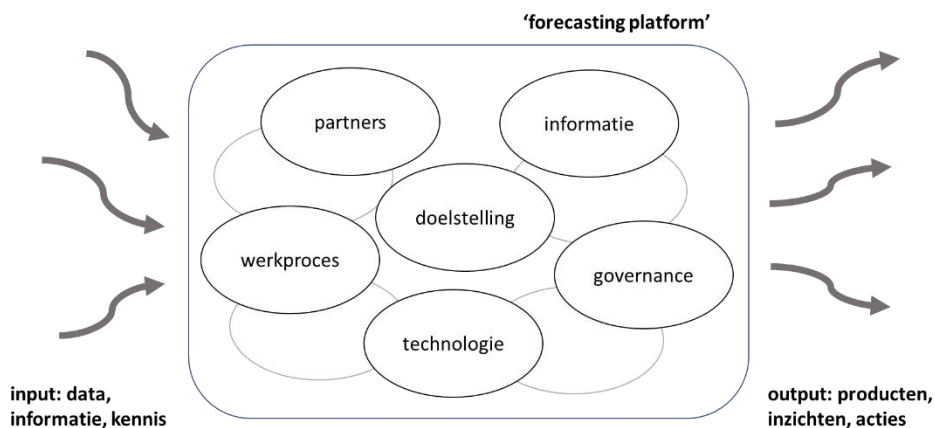 ‘forecasting platform’
partners
informatie
doelstelling
werkproces
governance
technologie
input: data,
informatie, kennis
output: producten,
inzichten, acties